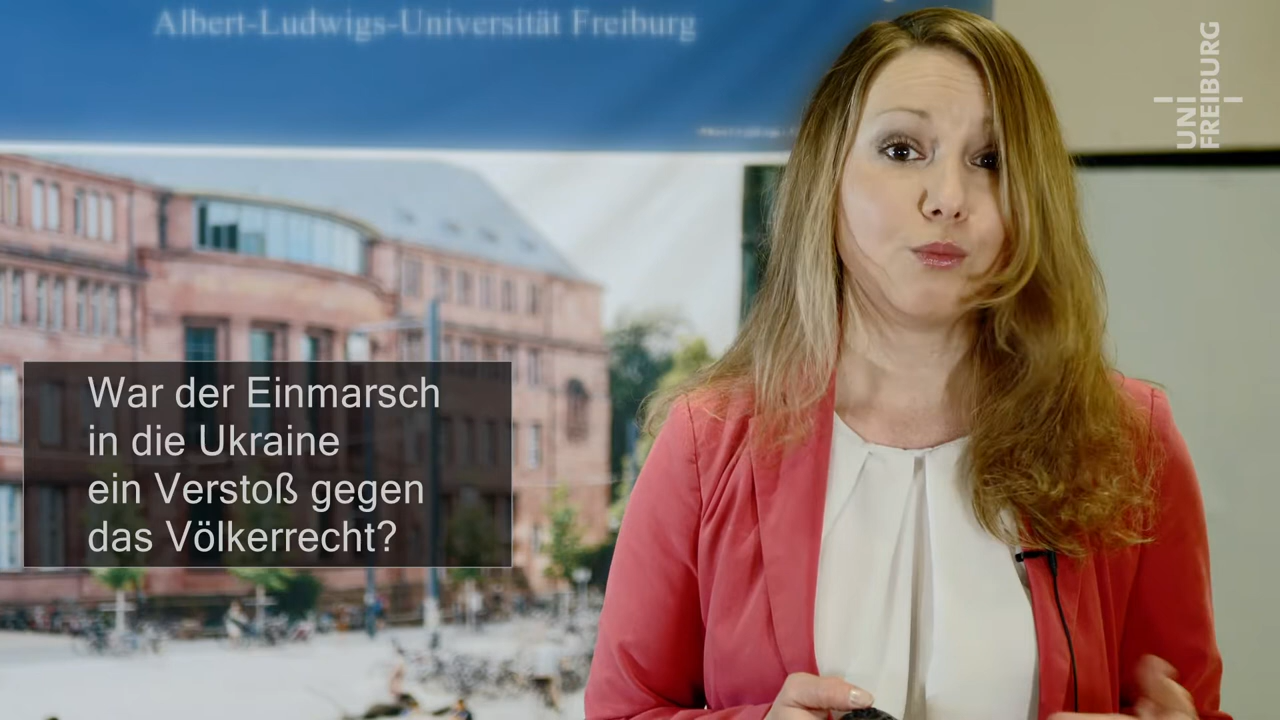 Albert-Ludwigs-Universität Freiburg
UNI
FREIBURG
War der Einmarsch
in die Ukraine
ein Verstoß gegen
das Völkerrecht?